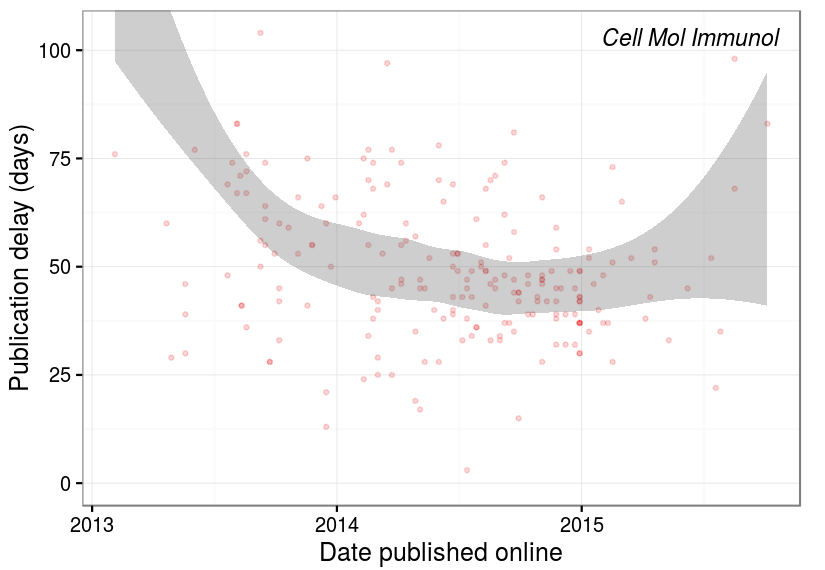 Cell Mol Immunol
Publication delay (days)
100
75
50
25
0
2013
2014
2015
Date published online